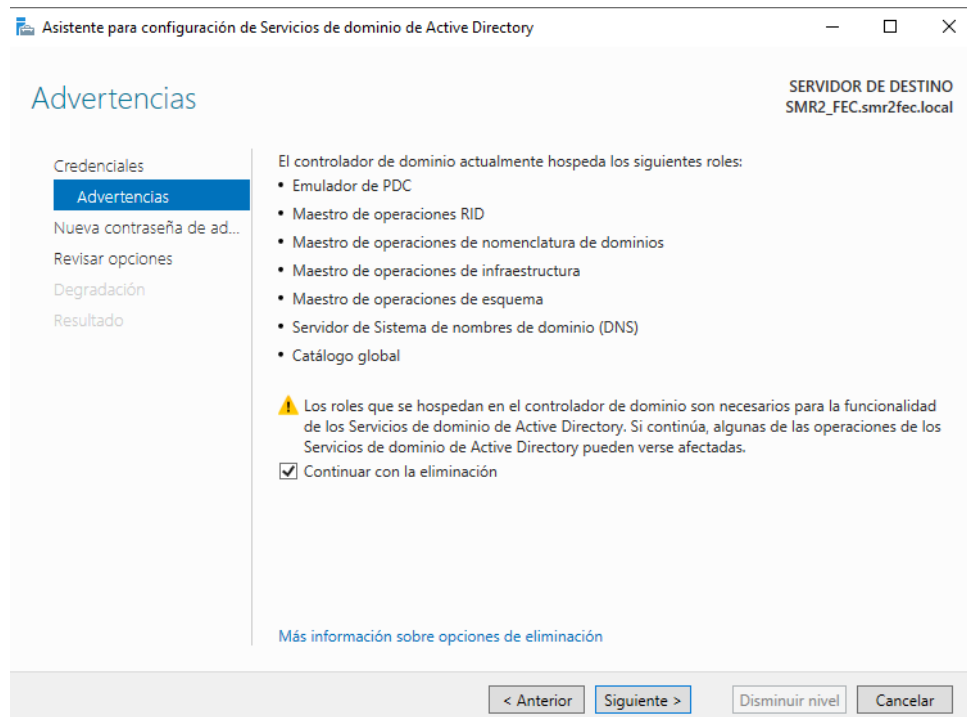 Asistente para configuración de Servicios de dominio de Active Directory
Advertencias
SERVIDOR DE DESTINO
SMR2_FEC.smr2fec.local
Credenciales
Advertencias
Nueva contraseña de ad...
Revisar opciones
Degradación
Resultado
El controlador de dominio actualmente hospeda los siguientes roles:
• Emulador de PDC
• Maestro de operaciones RID
• Maestro de operaciones de nomenclatura de dominios
• Maestro de operaciones de infraestructura
• Maestro de operaciones de esquema
• Servidor de Sistema de nombres de dominio (DNS)
• Catálogo global
Los roles que se hospedan en el controlador de dominio son necesarios para la funcionalidad
de los Servicios de dominio de Active Directory. Si continúa, algunas de las operaciones de los
Servicios de dominio de Active Directory pueden verse afectadas.
Continuar con la eliminación
Más información sobre opciones de eliminación
< Anterior
Siguiente >
Disminuir nivel
Cancelar